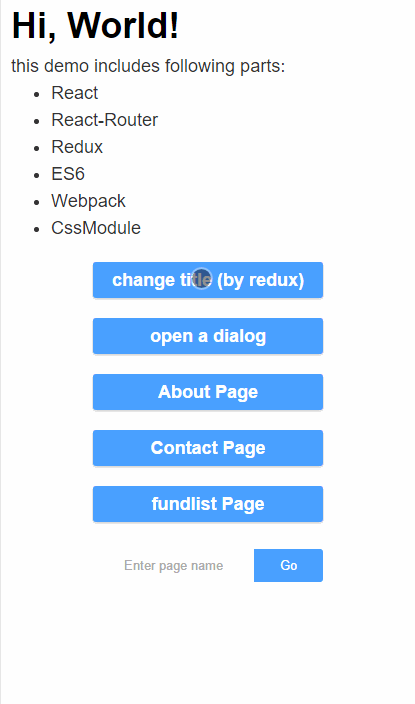 Hi, World!
this demo includes following parts:
React
React-Router
Redux
ES6
Webpack
CssModule
change title (by redux)
open a dialog
About Page
Contact Page
fundlist Page
Enter page name
Go